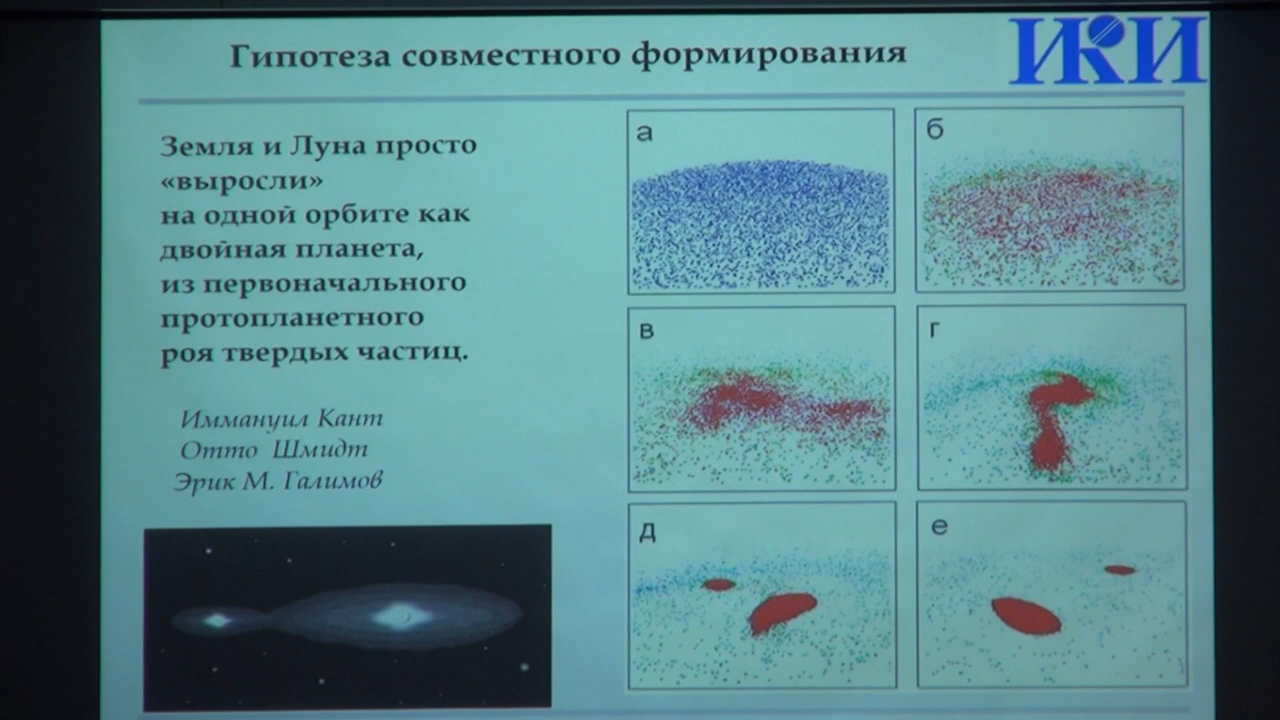 Гипотеза совместного формирования
ИКИ
Земля и Луна просто
«выросли»
на одной орбите как
двойная планета,
из первоначального
протопланетного
роя твердых частиц.
Иммануил Кант
Отто Шмидт
Эрик М. Галимов
а
б
в
г
д
е